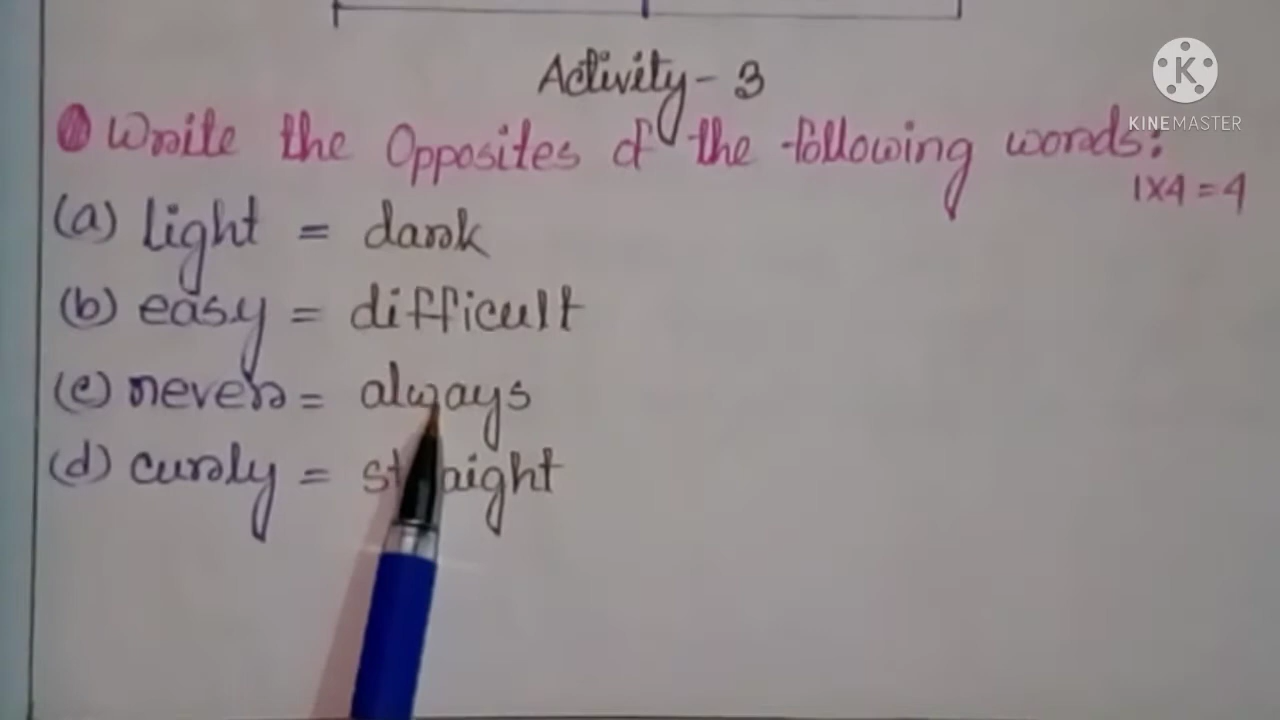 Activity - 3
Write the Opposites of the following words:
1x4 = 4
(a) light = dark
(b) easy = difficult
(c) never = always
(d) curly = straight
KINEMASTER